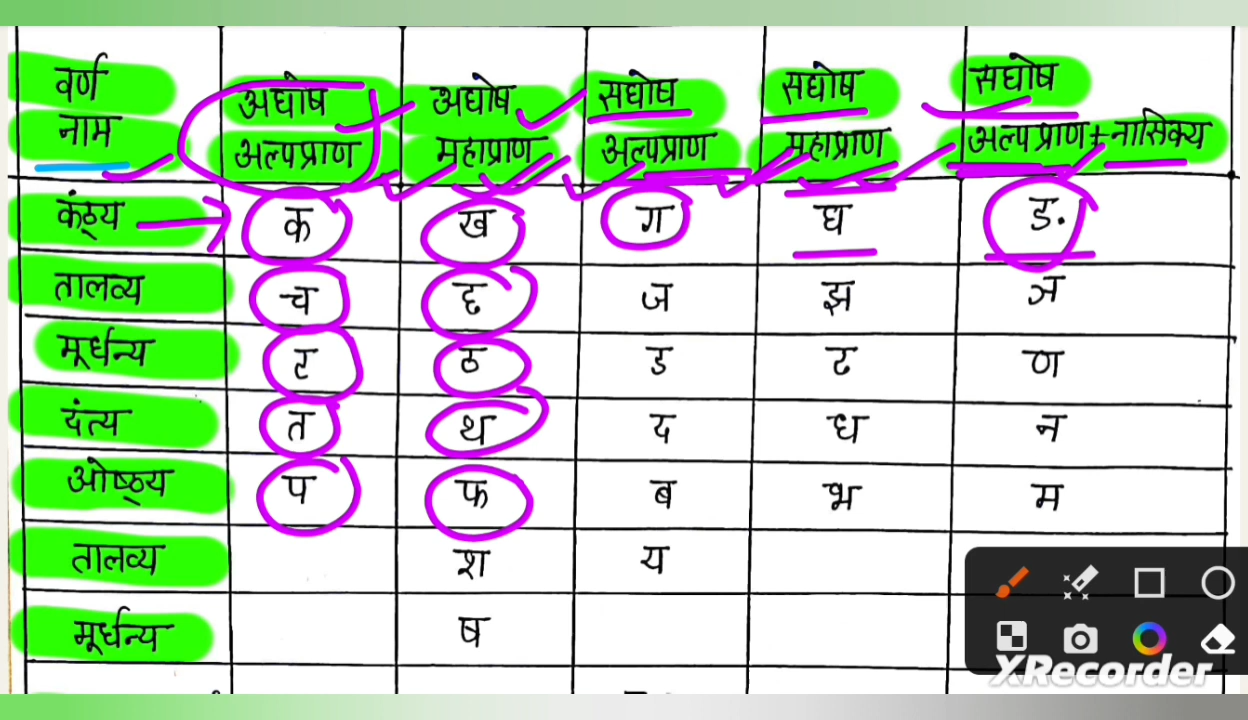 वर्ण नाम अघोष अल्पप्राण अघोष महाप्राण सघोष अल्पप्राण सघोष महाप्राण सघोष अल्पप्राण+नासिक्य
कंठ्य → क ख ग घ ङ
तालव्य च छ ज झ ञ
मूर्धन्य ट ठ ड ढ ण
दंत्य त थ द ध न
ओष्ठ्य प फ ब भ म
तालव्य श य
मूर्धन्य ष
XRecorder